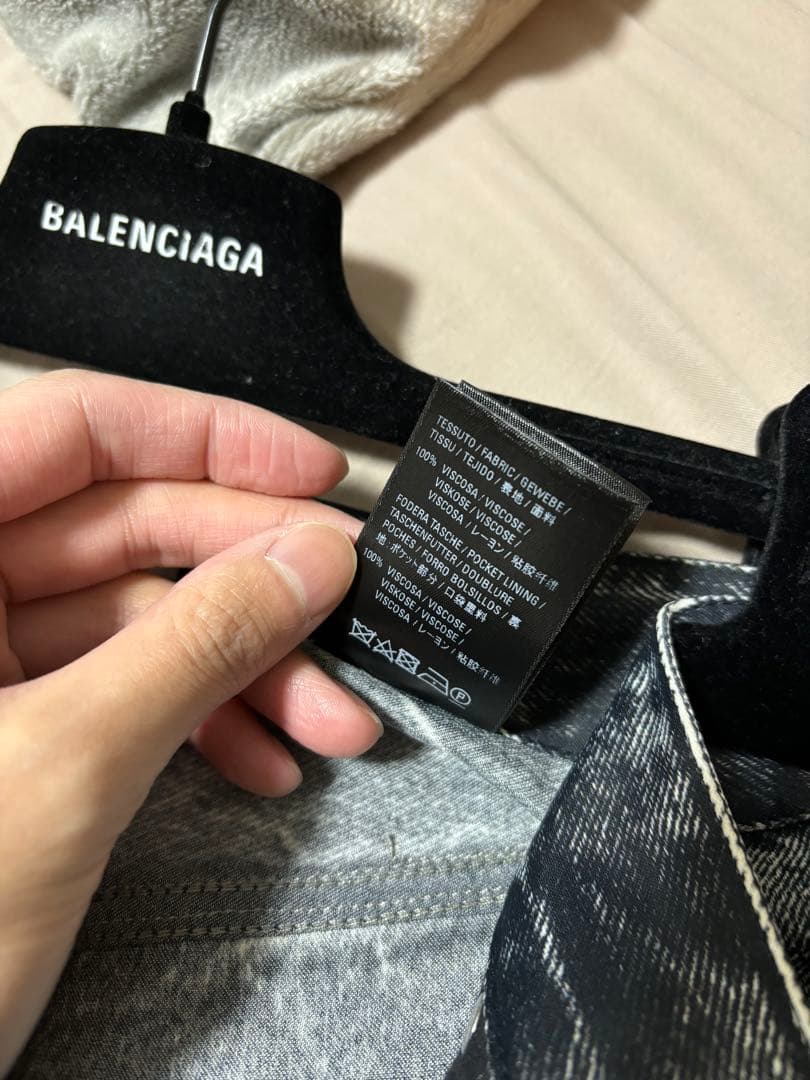 BALENCIAGA
TESSUTO / FABRIC / GEWEBE /
TISSU / TEJIDO / 表地 / 面料
100% VISCOSA / VISCOSE /
VISKOSE / VISCOSE /
VISCOSA / レーヨン / 粘胶纤维
FODERA TASCHE / POCKET LINING /
TASCHENFUTTER / DOUBLURE
POCHES / FORRO BOLSILLOS / 裏
地 ポケット部分 / 口袋里料
100% VISCOSA / VISCOSE /
VISKOSE / VISCOSE /
VISCOSA / レーヨン / 粘胶纤维
P